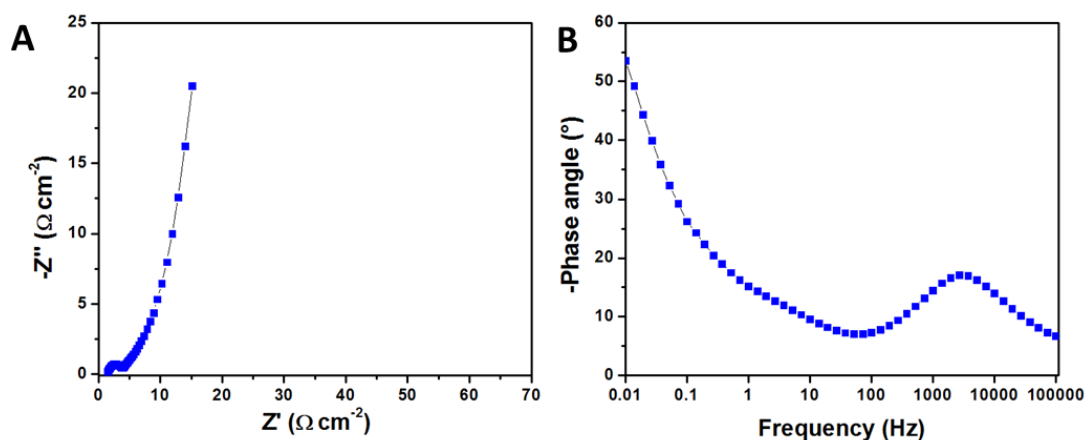 A
25
20
15
10
5
0
0 10 20 30 40 50 60 70
-Z'' (Ω cm⁻²)
Z' (Ω cm⁻²)
B
60
50
40
30
20
10
0
0.01 0.1 1 10 100 1000 10000 100000
-Phase angle (°)
Frequency (Hz)